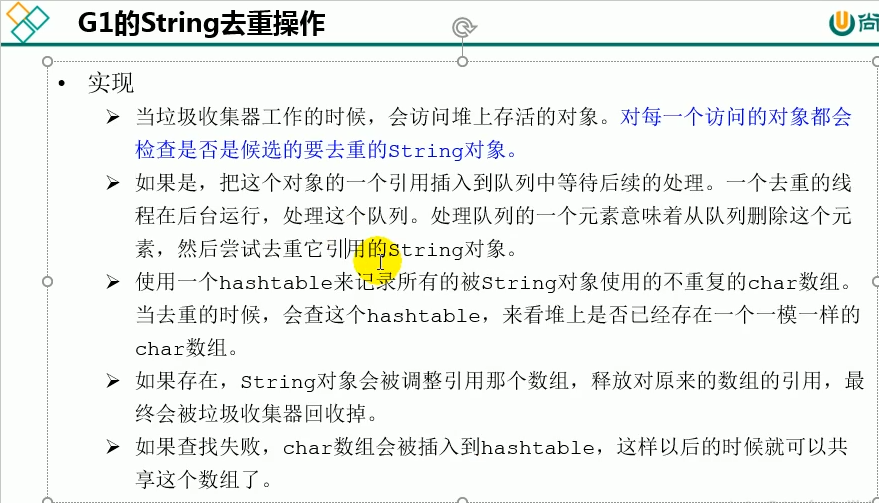 G1的String去重操作
尚
• 实现
➢ 当垃圾收集器工作的时候，会访问堆上存活的对象。对每一个访问的对象都会
检查是否是候选的要去重的String对象。
➢ 如果是，把这个对象的一个引用插入到队列中等待后续的处理。一个去重的线
程在后台运行，处理这个队列。处理队列的一个元素意味着从队列删除这个元
素，然后尝试去重它引用的String对象。
➢ 使用一个hashtable来记录所有的被String对象使用的不重复的char数组。
当去重的时候，会查这个hashtable，来看堆上是否已经存在一个一模一样的
char数组。
➢ 如果存在，String对象会被调整引用那个数组，释放对原来的数组的引用，最
终会被垃圾收集器回收掉。
➢ 如果查找失败，char数组会被插入到hashtable，这样以后的时候就可以共
享这个数组了。